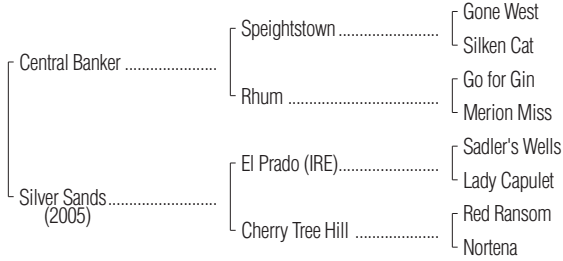 Gone West
Speightstown ......................
Silken Cat
Central Banker ....................
Go for Gin
Rhum .................................
Merion Miss
Sadler's Wells
El Prado (IRE)......................
Lady Capulet
Silver Sands........................
(2005)
Red Ransom
Cherry Tree Hill ..................
Nortena